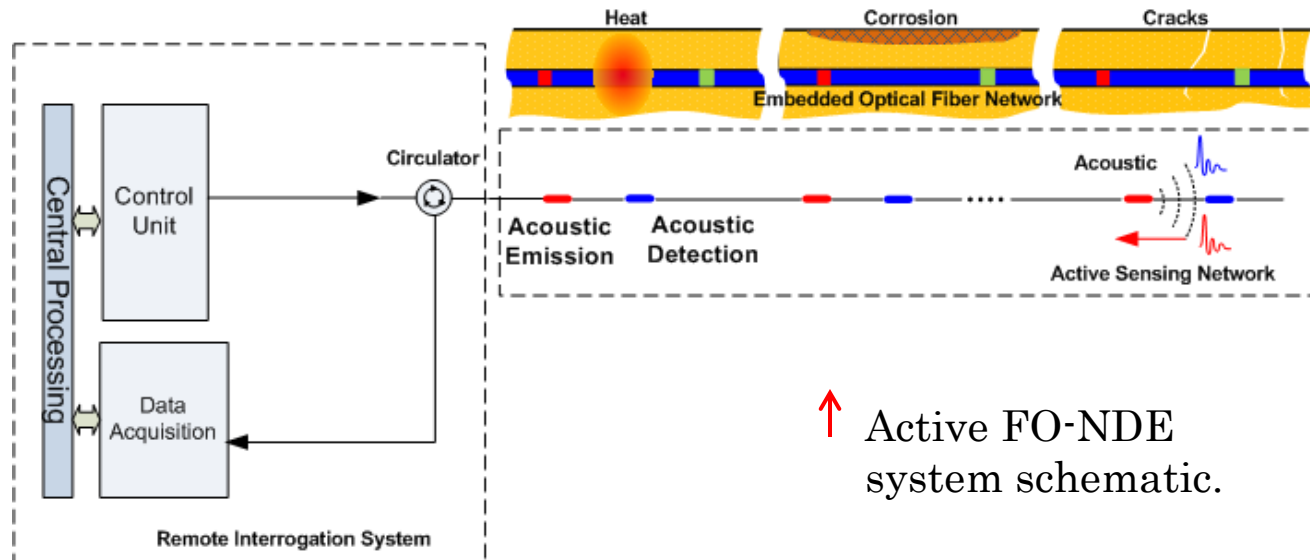 Heat
Corrosion
Cracks
Embedded Optical Fiber Network
Central Processing
Control
Unit
Circulator
Acoustic
Emission
Acoustic
Detection
Acoustic
Active Sensing Network
Data
Acquisition
Remote Interrogation System
Active FO-NDE
system schematic.